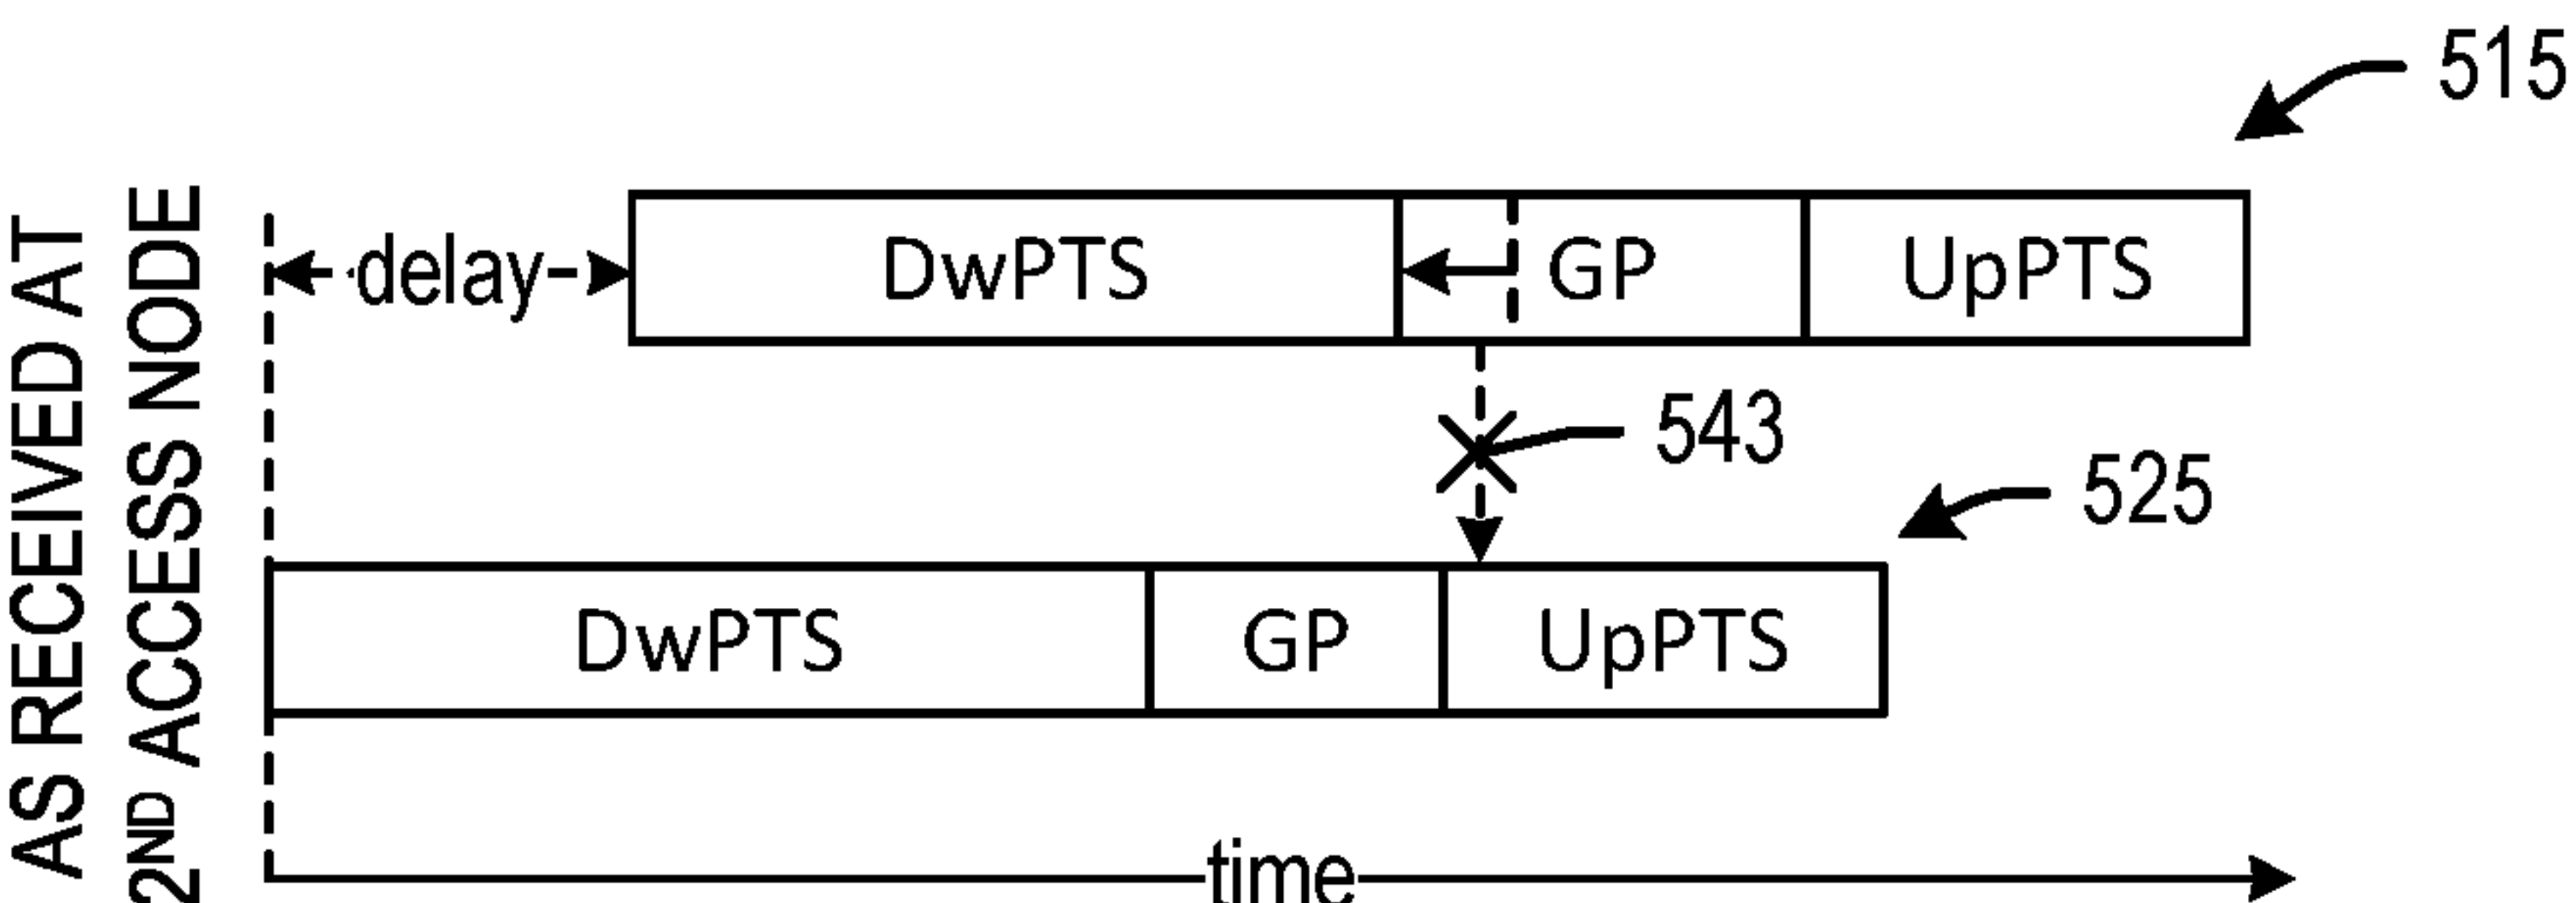 AS RECEIVED AT
2ND ACCESS NODE
515
delay
DwPTS
GP
UpPTS
543
525
DwPTS
GP
UpPTS
time